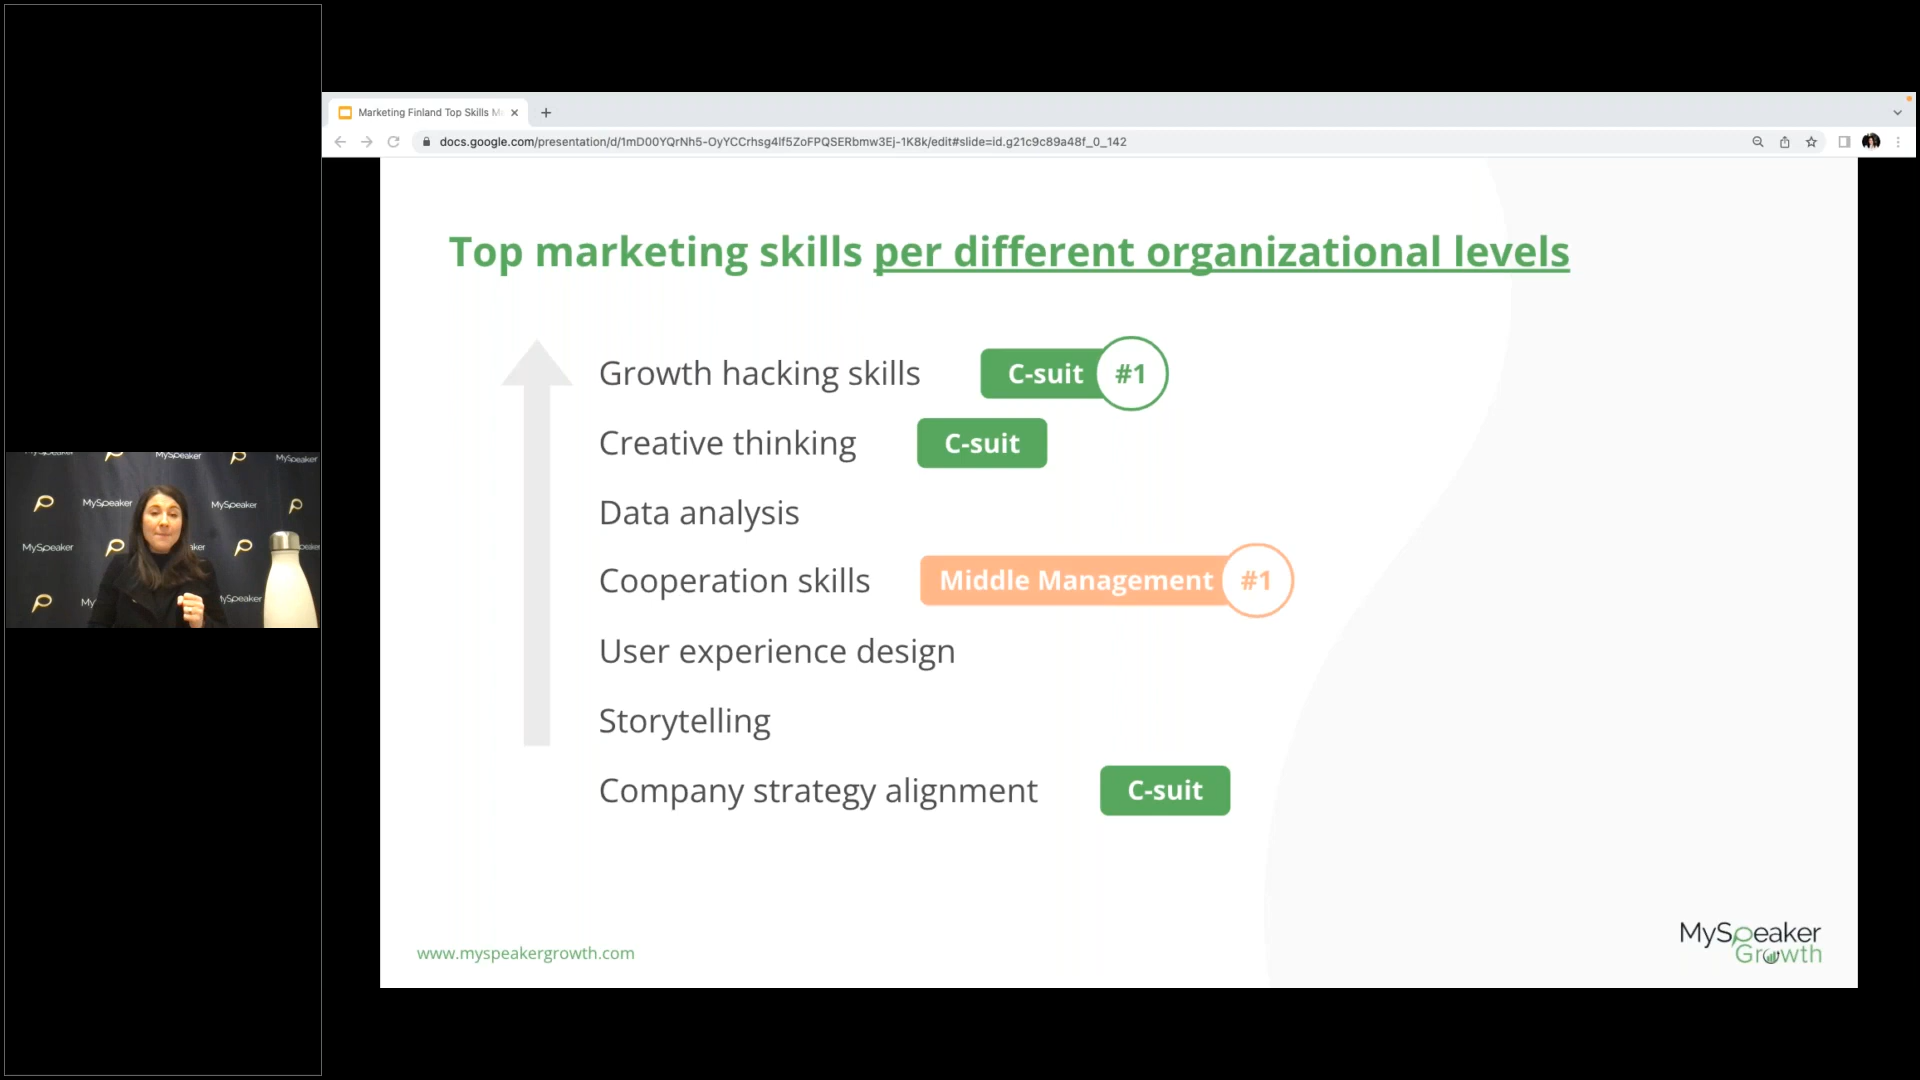 Marketing Finland Top Skills M
docs.google.com/presentation/d/1mD00YQrNh5-OyYCCrhsg4lf5ZoFPQSERbmw3Ej-1K8k/edit#slide=id.g21c9c89a48f_0_142
Top marketing skills per different organizational levels
Growth hacking skills C-suit #1
Creative thinking C-suit
Data analysis
Cooperation skills Middle Management #1
User experience design
Storytelling
Company strategy alignment C-suit
www.myspeakergrowth.com
MySpeaker
Growth
MySpeaker MySpeaker
MySpeaker MySpeaker
MySpeaker
My MySpeaker